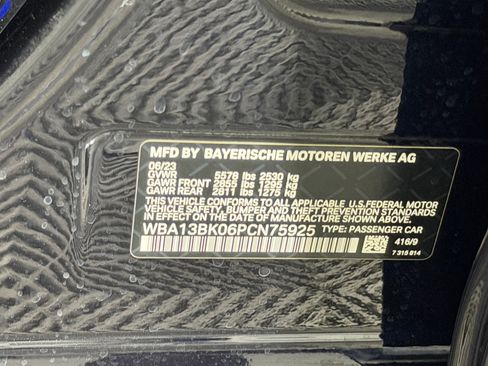 MFD BY BAYERISCHE MOTOREN WERKE AG
06/23
GVWR 5578 lbs 2530 kg
GAWR FRONT 2855 lbs 1295 kg
GAWR REAR 2811 lbs 1275 kg
THIS VEHICLE CONFORMS TO ALL APPLICABLE U.S.FEDERAL MOTOR
VEHICLE SAFETY, BUMPER AND THEFT PREVENTION STANDARDS IN
EFFECT ON THE DATE OF MANUFACTURE SHOWN ABOVE.
WBA13BK06PCN75925 TYPE: PASSENGER CAR
416/9
7 315 614